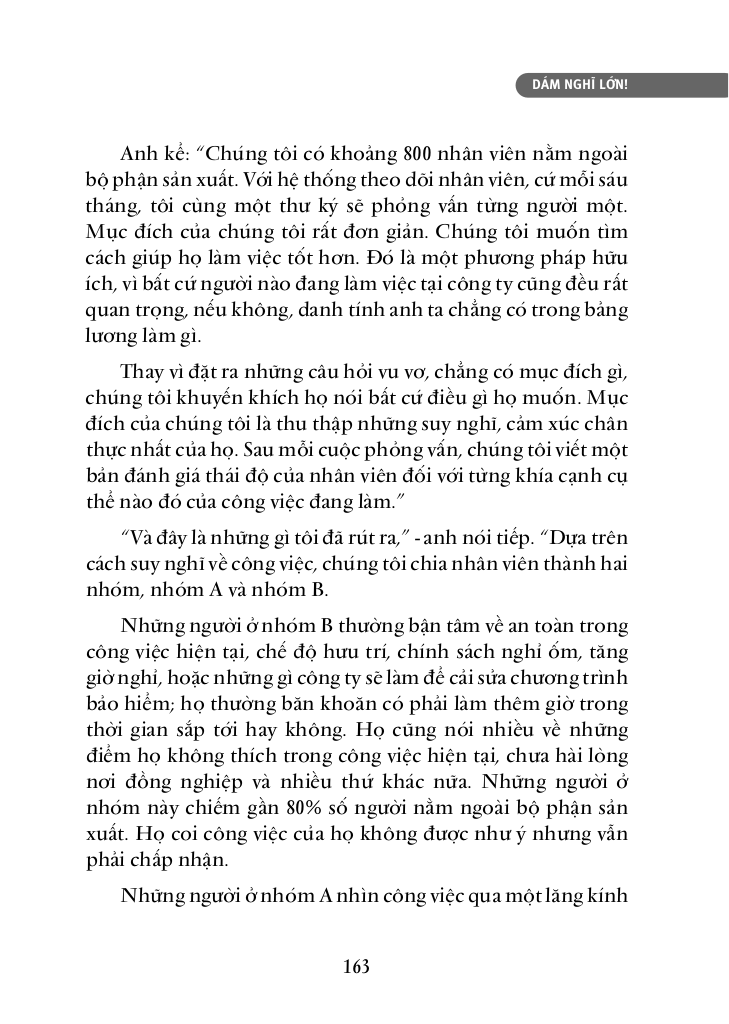 DÁM NGHĨ LỚN!
Anh kể: “Chúng tôi có khoảng 800 nhân viên nằm ngoài
bộ phận sản xuất. Với hệ thống theo dõi nhân viên, cứ mỗi sáu
tháng, tôi cùng một thư ký sẽ phỏng vấn từng người một.
Mục đích của chúng tôi rất đơn giản. Chúng tôi muốn tìm
cách giúp họ làm việc tốt hơn. Đó là một phương pháp hữu
ích, vì bất cứ người nào đang làm việc tại công ty cũng đều rất
quan trọng, nếu không, danh tính anh ta chẳng có trong bảng
lương làm gì.
Thay vì đặt ra những câu hỏi vu vơ, chẳng có mục đích gì,
chúng tôi khuyến khích họ nói bất cứ điều gì họ muốn. Mục
đích của chúng tôi là thu thập những suy nghĩ, cảm xúc chân
thực nhất của họ. Sau mỗi cuộc phỏng vấn, chúng tôi viết một
bản đánh giá thái độ của nhân viên đối với từng khía cạnh cụ
thể nào đó của công việc đang làm.”
“Và đây là những gì tôi đã rút ra,” - anh nói tiếp. “Dựa trên
cách suy nghĩ về công việc, chúng tôi chia nhân viên thành hai
nhóm, nhóm A và nhóm B.
Những người ở nhóm B thường bận tâm về an toàn trong
công việc hiện tại, chế độ hưu trí, chính sách nghỉ ốm, tăng
giờ nghỉ, hoặc những gì công ty sẽ làm để cải sửa chương trình
bảo hiểm; họ thường băn khoăn có phải làm thêm giờ trong
thời gian sắp tới hay không. Họ cũng nói nhiều về những
điểm họ không thích trong công việc hiện tại, chưa hài lòng
nơi đồng nghiệp và nhiều thứ khác nữa. Những người ở
nhóm này chiếm gần 80% số người nằm ngoài bộ phận sản
xuất. Họ coi công việc của họ không được như ý nhưng vẫn
phải chấp nhận.
Những người ở nhóm A nhìn công việc qua một lăng kính
163